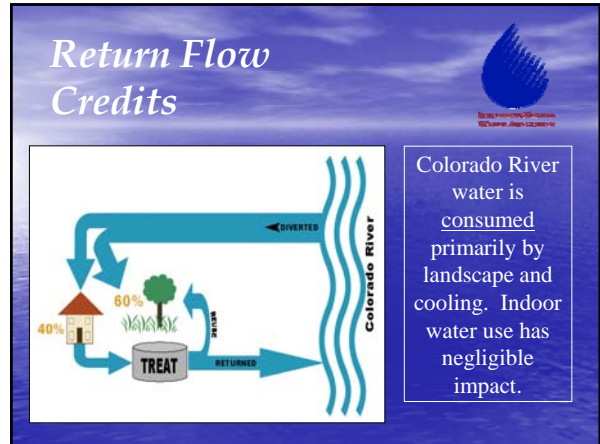 Return Flow
Credits
DIVERTED
Colorado River
60%
40%
REUSE
TREAT
RETURNED
Colorado River
water is
consumed
primarily by
landscape and
cooling. Indoor
water use has
negligible
impact.